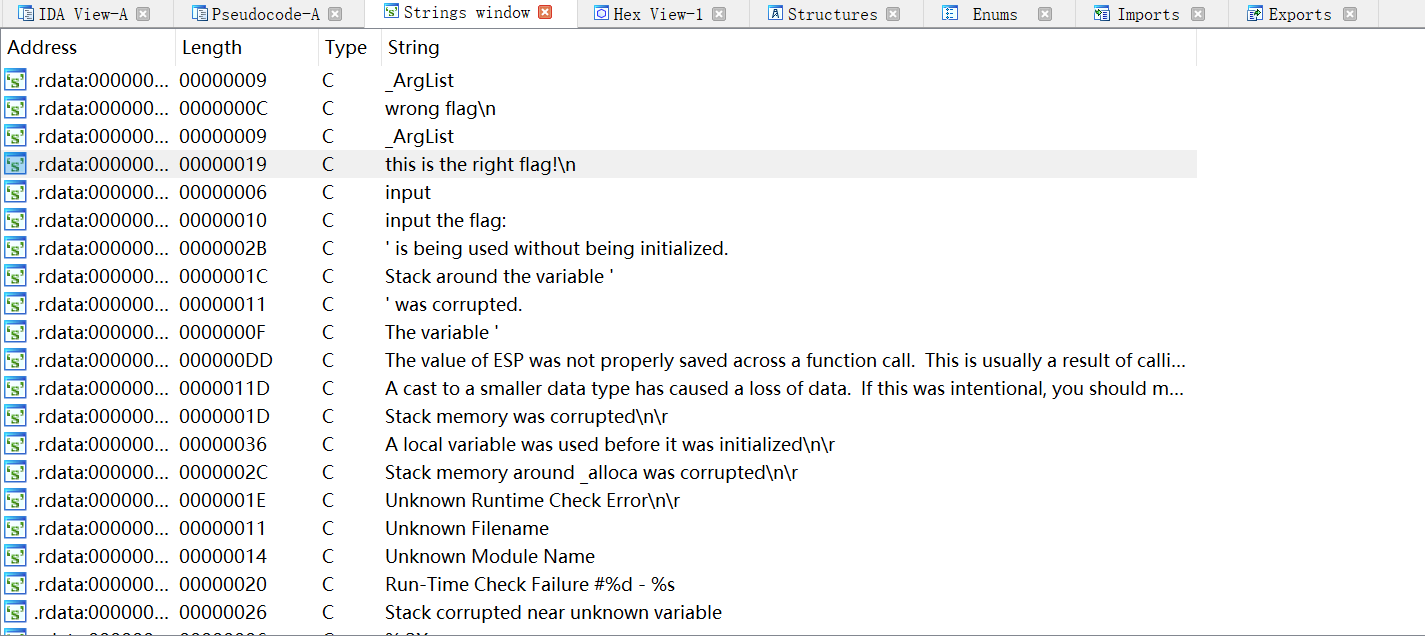 IDA View-A Pseudocode-A Strings window Hex View-1 Structures Enums Imports Exports
Address Length Type String
.rdata:000000... 00000009 C _ArgList
.rdata:000000... 0000000C C wrong flag\n
.rdata:000000... 00000009 C _ArgList
.rdata:000000... 00000019 C this is the right flag!\n
.rdata:000000... 00000006 C input
.rdata:000000... 00000010 C input the flag:
.rdata:000000... 0000002B C ' is being used without being initialized.
.rdata:000000... 0000001C C Stack around the variable '
.rdata:000000... 00000011 C ' was corrupted.
.rdata:000000... 0000000F C The variable '
.rdata:000000... 000000DD C The value of ESP was not properly saved across a function call.  This is usually a result of calli...
.rdata:000000... 0000011D C A cast to a smaller data type has caused a loss of data.  If this was intentional, you should m...
.rdata:000000... 0000001D C Stack memory was corrupted\n\r
.rdata:000000... 00000036 C A local variable was used before it was initialized\n\r
.rdata:000000... 0000002C C Stack memory around _alloca was corrupted\n\r
.rdata:000000... 0000001E C Unknown Runtime Check Error\n\r
.rdata:000000... 00000011 C Unknown Filename
.rdata:000000... 00000014 C Unknown Module Name
.rdata:000000... 00000020 C Run-Time Check Failure #%d - %s
.rdata:000000... 00000026 C Stack corrupted near unknown variable